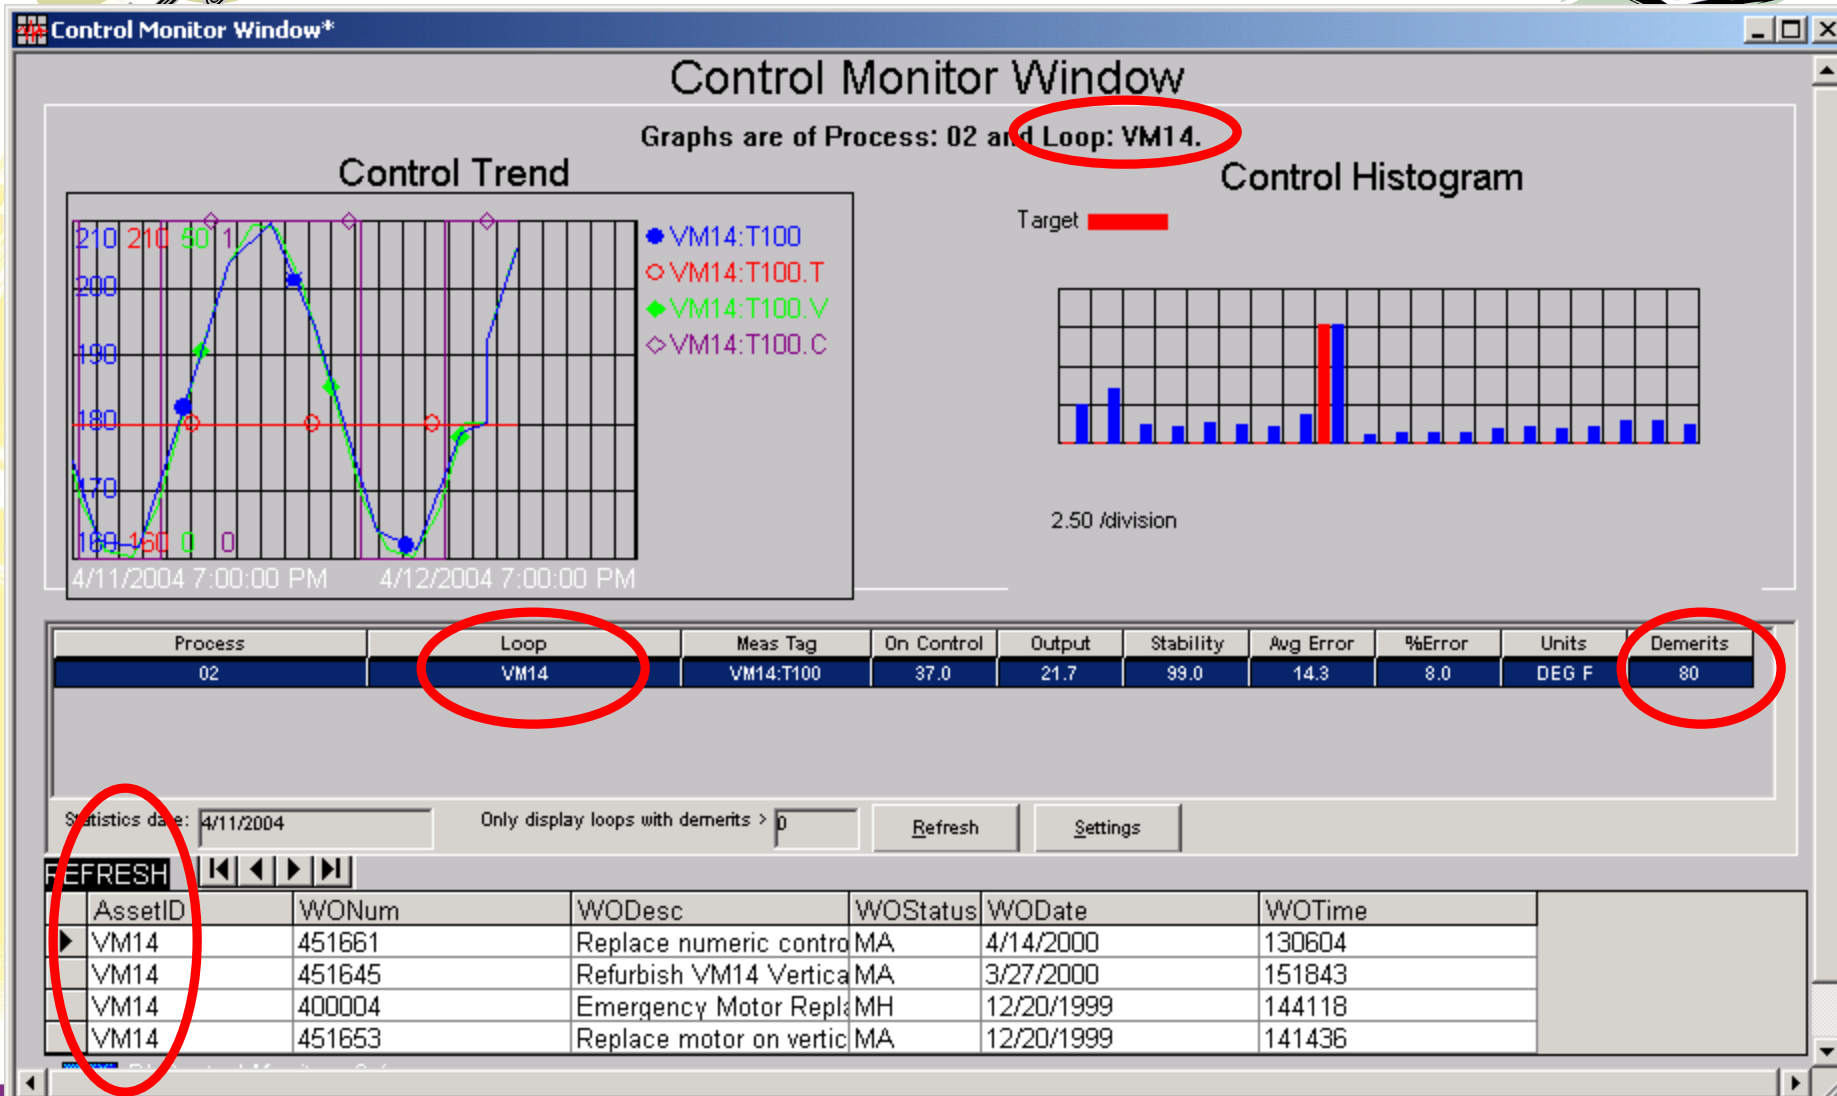 Control Monitor Window*
Control Monitor Window
Graphs are of Process: 02 and Loop: VM14.
Control Trend
210 210 50 1
200
190
180
170
160 160 0 0
4/11/2004 7:00:00 PM 4/12/2004 7:00:00 PM
VM14:T100
VM14:T100.T
VM14:T100.V
VM14:T100.C
Control Histogram
Target
2.50 /division
Process Loop Meas Tag On Control Output Stability Avg Error %Error Units Demerits
02 VM14 VM14:T100 37.0 21.7 99.0 14.3 8.0 DEG F 80
Statistics date: 4/11/2004 Only display loops with demerits > 0 Refresh Settings
REFRESH
AssetID WONum WODesc WOStatus WODate WOTime
VM14 451661 Replace numeric contro MA 4/14/2000 130604
VM14 451645 Refurbish VM14 Vertica MA 3/27/2000 151843
VM14 400004 Emergency Motor Repla MH 12/20/1999 144118
VM14 451653 Replace motor on vertic MA 12/20/1999 141436